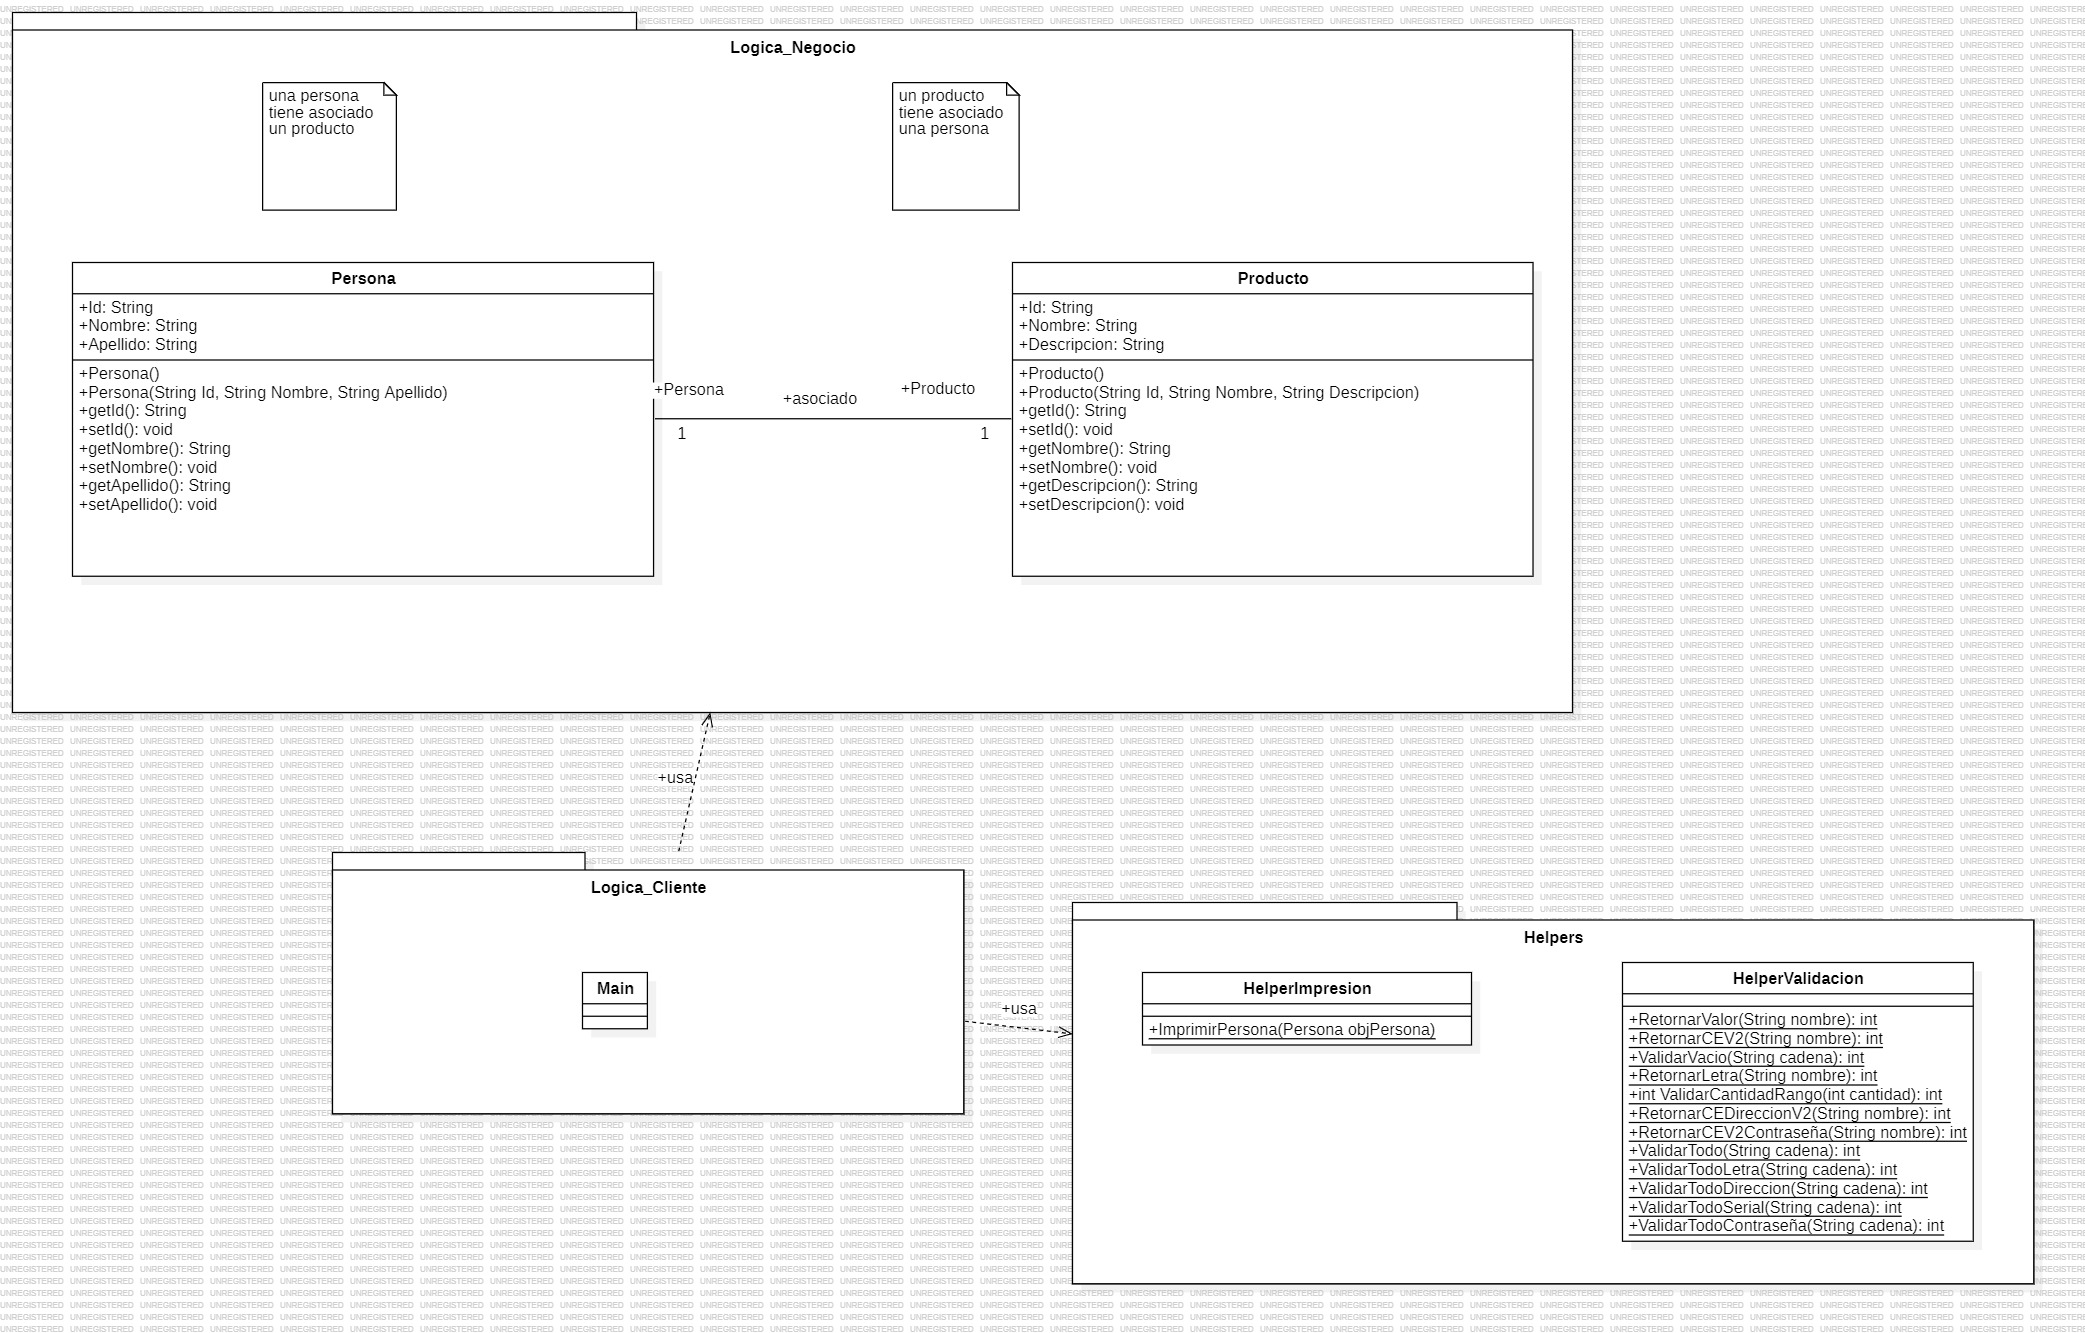 Logica_Negocio
una persona
tiene asociado
un producto
un producto
tiene asociado
una persona
Persona
+Id: String
+Nombre: String
+Apellido: String
+Persona()
+Persona(String Id, String Nombre, String Apellido)
+getId(): String
+setId(): void
+getNombre(): String
+setNombre(): void
+getApellido(): String
+setApellido(): void
+Persona
+asociado
+Producto
1
1
Producto
+Id: String
+Nombre: String
+Descripcion: String
+Producto()
+Producto(String Id, String Nombre, String Descripcion)
+getId(): String
+setId(): void
+getNombre(): String
+setNombre(): void
+getDescripcion(): String
+setDescripcion(): void
+usa
Logica_Cliente
Main
+usa
Helpers
HelperImpresion
+ImprimirPersona(Persona objPersona)
HelperValidacion
+RetornarValor(String nombre): int
+RetornarCEV2(String nombre): int
+ValidarVacio(String cadena): int
+RetornarLetra(String nombre): int
+int ValidarCantidadRango(int cantidad): int
+RetornarCEDireccionV2(String nombre): int
+RetornarCEV2Contraseña(String nombre): int
+ValidarTodo(String cadena): int
+ValidarTodoLetra(String cadena): int
+ValidarTodoDireccion(String cadena): int
+ValidarTodoSerial(String cadena): int
+ValidarTodoContraseña(String cadena): int
UNREGISTERED